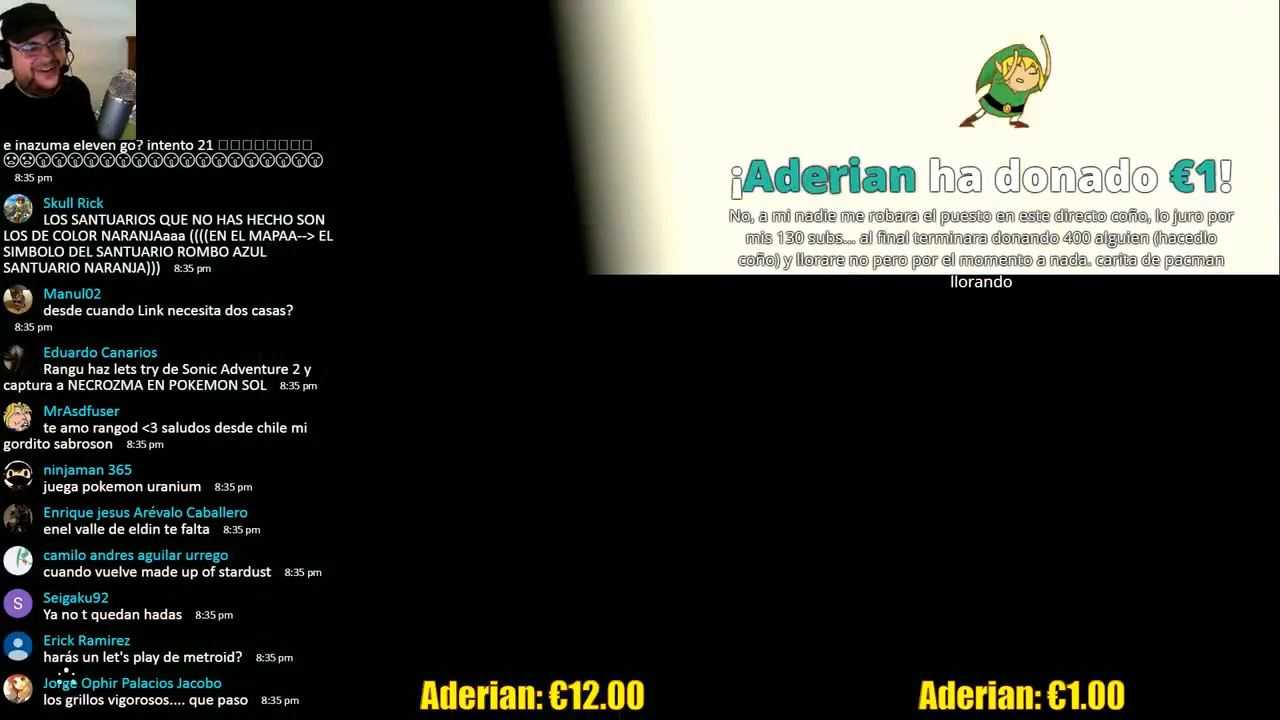 e inazuma eleven go? intento 21
8:35 pm
Skull Rick
LOS SANTUARIOS QUE NO HAS HECHO SON
LOS DE COLOR NARANJAaaa ((((EN EL MAPAA--> EL
SIMBOLO DEL SANTUARIO ROMBO AZUL
SANTUARIO NARANJA))) 8:35 pm
Manul02
desde cuando Link necesita dos casas?
8:35 pm
Eduardo Canarios
Rangu haz lets try de Sonic Adventure 2 y
captura a NECROZMA EN POKEMON SOL 8:35 pm
MrAsdfuser
te amo rangod <3 saludos desde chile mi
gordito sabroson 8:35 pm
ninjaman 365
juega pokemon uranium 8:35 pm
Enrique jesus Arévalo Caballero
enel valle de eldin te falta 8:35 pm
camilo andres aguilar urrego
cuando vuelve made up of stardust 8:35 pm
S
Seigaku92
Ya no t quedan hadas 8:35 pm
Erick Ramirez
harás un let's play de metroid? 8:35 pm
Jorge Ophir Palacios Jacobo
los grillos vigorosos.... que paso 8:35 pm
¡Aderian ha donado €1!
No, a mi nadie me robara el puesto en este directo coño, lo juro por
mis 130 subs... al final terminara donando 400 alguien (hacedlo
coño) y llorare no pero por el momento a nada. carita de pacman
llorando
Aderian: €12.00
Aderian: €1.00